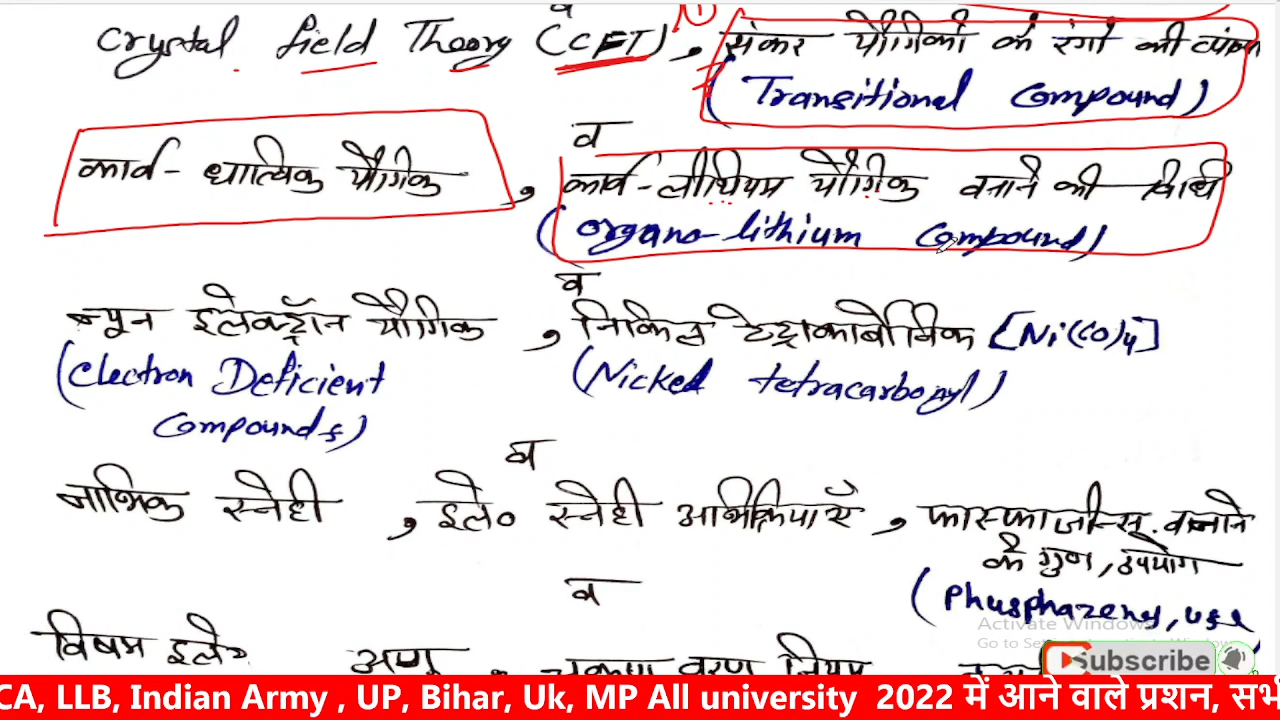 व
Crystal field Theory (CFT), संकर यौगिकों के रंगों की व्याख्या
(Transitional Compound)
व
कार्ब-धात्विक यौगिक, कार्ब-लीथियम यौगिक बनाने की विधि
(Organo-lithium Compound)
व
न्यून इलेक्ट्रॉन यौगिक, निकिल टेट्राकार्बोनिक [Ni(CO)4]
(Electron Deficient (Nickel tetracarbonyl)
Compounds)
व
नाभिक स्नेही, इले० स्नेही अभिक्रियाएँ, फास्फाजीन्स बनाने
के गुण, उपयोग
व
(Phosphazenes, use
Activate Windows
विषम इले०
अणु
Subscribe
CA, LLB, Indian Army , UP, Bihar, Uk, MP All university 2022 में आने वाले प्रशन, सभी